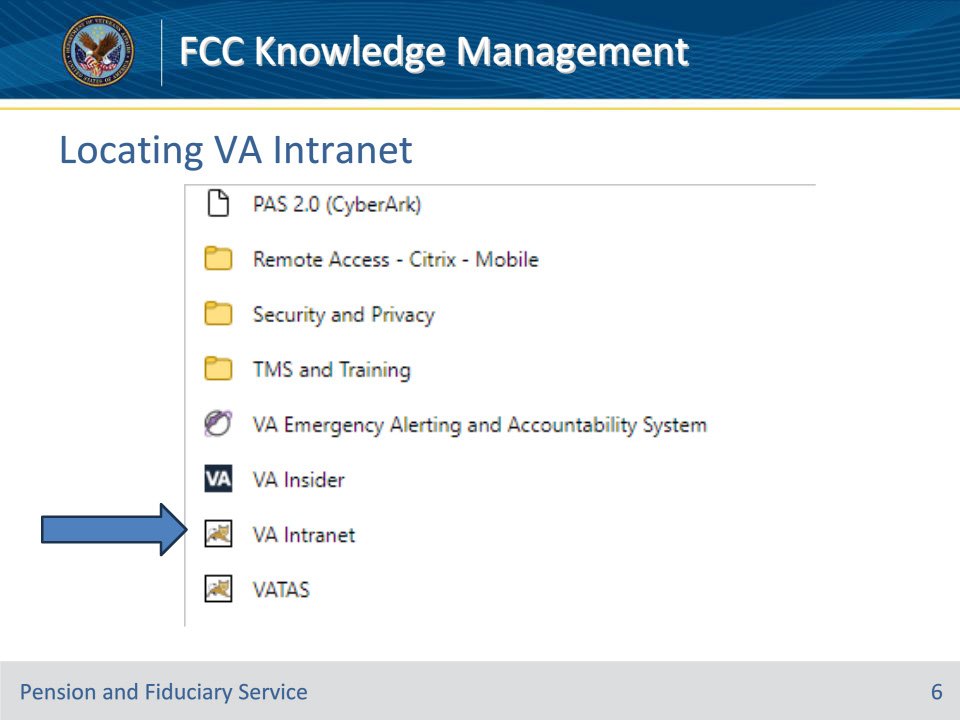 FCC Knowledge Management
Locating VA Intranet
PAS 2.0 (CyberArk)
Remote Access - Citrix - Mobile
Security and Privacy
TMS and Training
VA Emergency Alerting and Accountability System
VA
VA Insider
VA Intranet
VATAS
Pension and Fiduciary Service
6